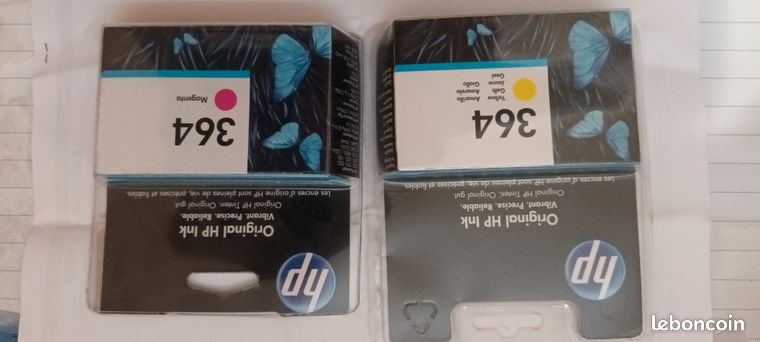 hp
Original HP Ink
Vibrant. Precise. Reliable.
Original HP Tinten. Original gut.
Les encres d'origine HP sont pleines de vie, précises et fiables.
364
Magenta
hp
Original HP Ink
Vibrant. Precise. Reliable.
Original HP Tinten. Original gut.
Les encres d'origine HP sont pleines de vie, précises et fiables.
364
Yellow Amarillo
Gelb Amarelo
Jaune Giallo
Geel
leboncoin